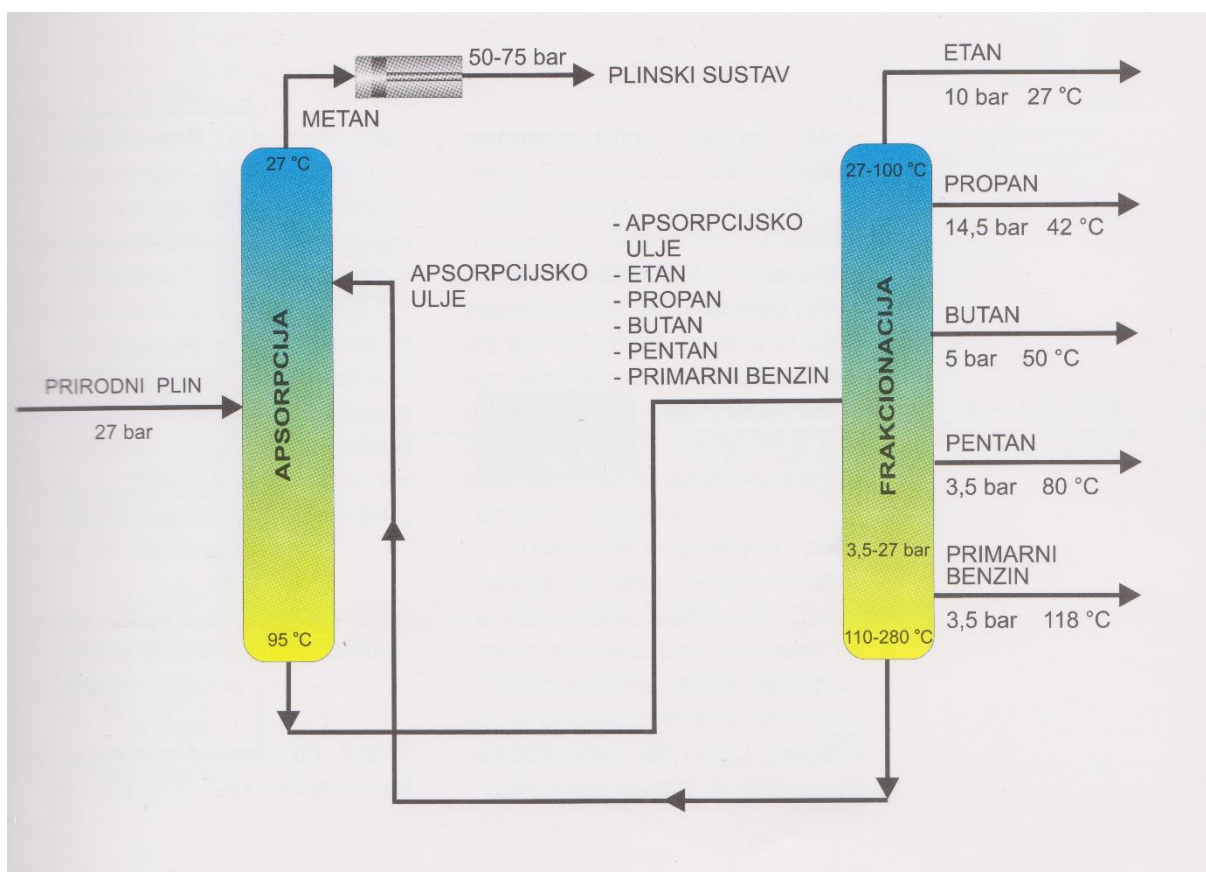 50-75 bar
PLINSKI SUSTAV
METAN
27 °C
APSORPCIJA
95 °C
PRIRODNI PLIN
27 bar
APSORPCIJSKO
ULJE
- APSORPCIJSKO
ULJE
- ETAN
- PROPAN
- BUTAN
- PENTAN
- PRIMARNI BENZIN
27-100 °C
FRAKCIONACIJA
3,5-27 bar
110-280 °C
ETAN
10 bar 27 °C
PROPAN
14,5 bar 42 °C
BUTAN
5 bar 50 °C
PENTAN
3,5 bar 80 °C
PRIMARNI
BENZIN
3,5 bar 118 °C